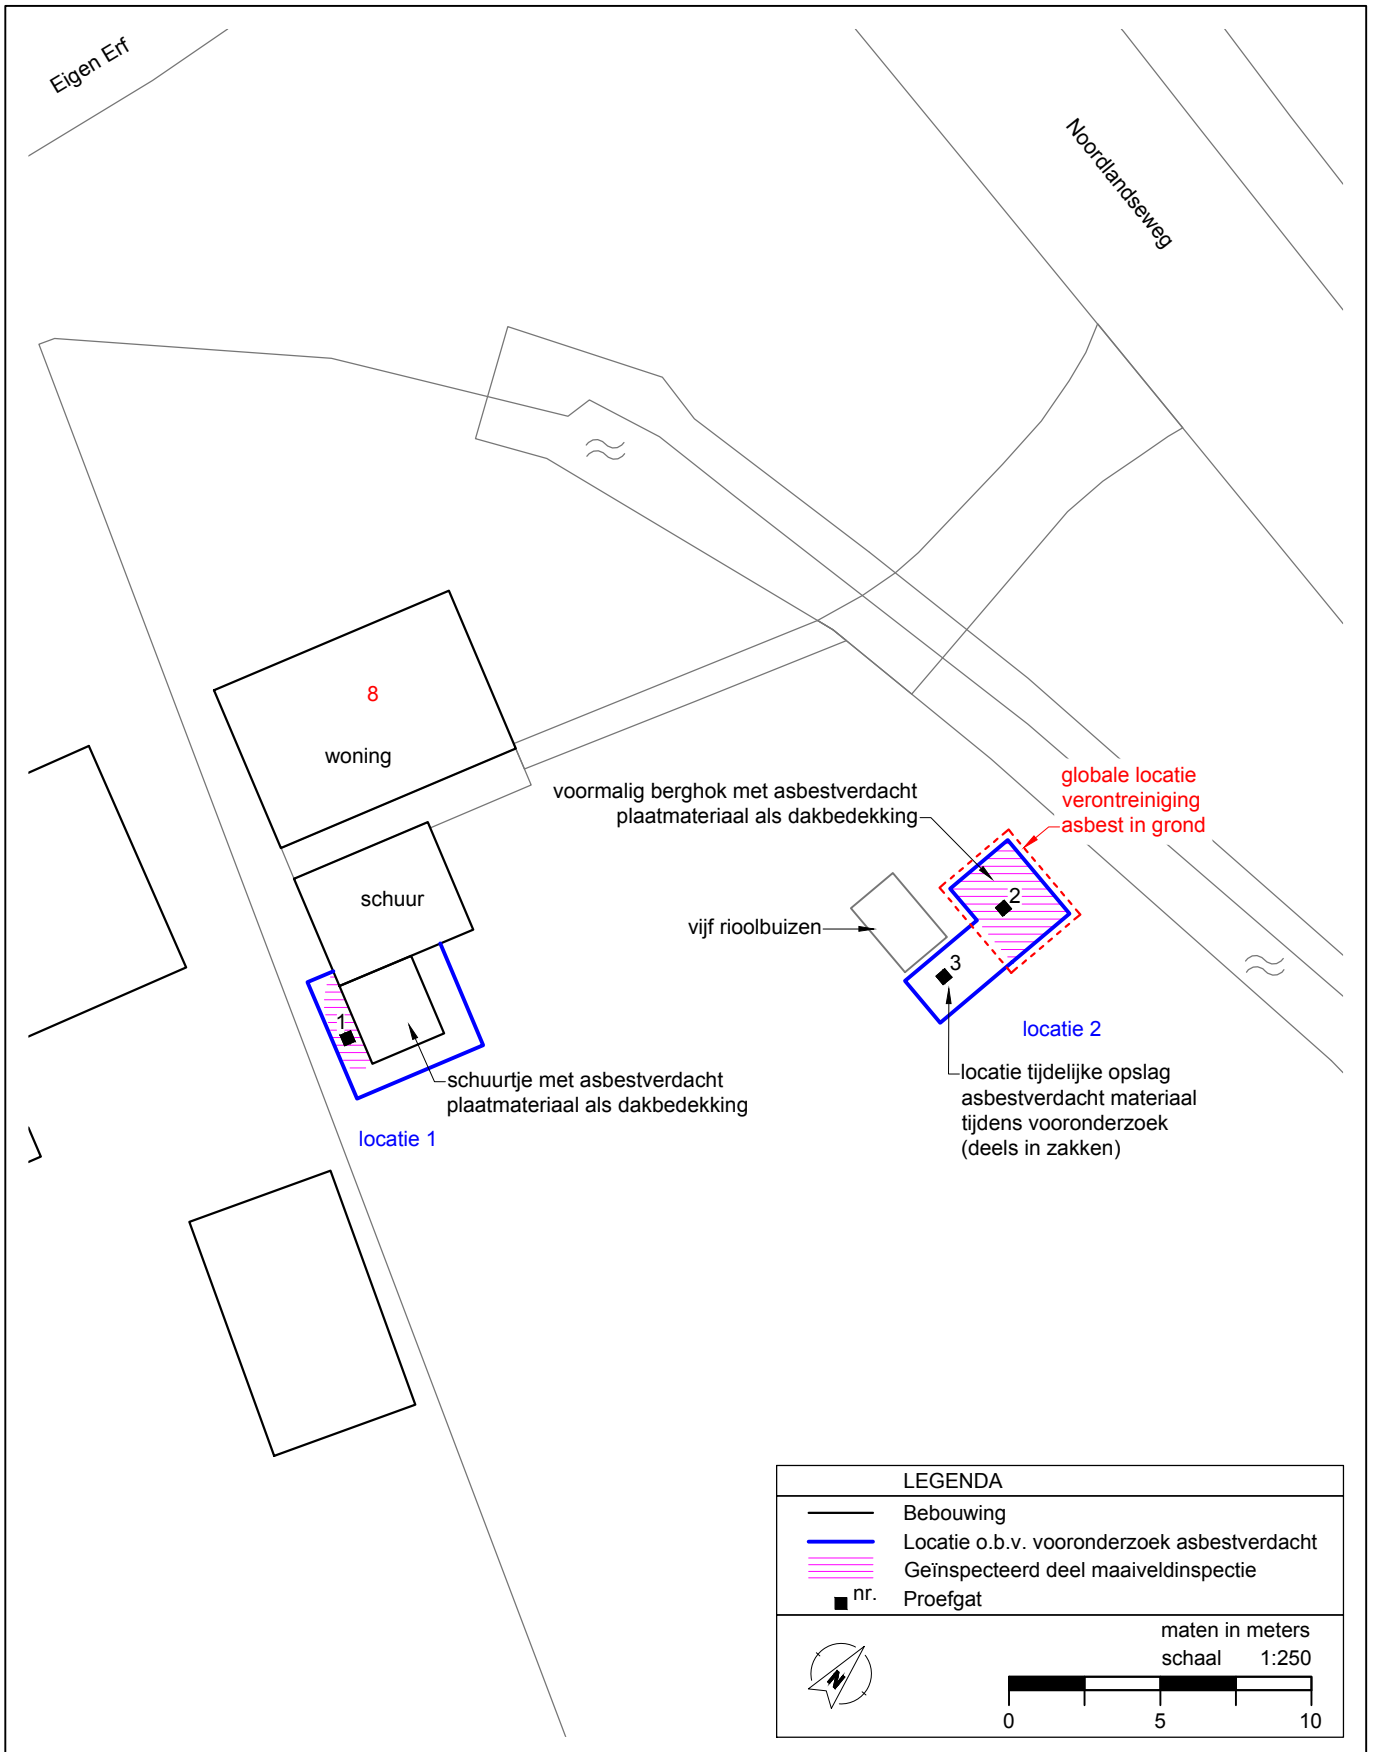 Eigen Erf
Noordlandseweg
8
woning
voormalig berghok met asbestverdacht
plaatmateriaal als dakbedekking
globale locatie
verontreiniging
asbest in grond
schuur
vijf rioolbuizen
2
3
1
locatie 2
schuurtje met asbestverdacht
plaatmateriaal als dakbedekking
locatie tijdelijke opslag
asbestverdacht materiaal
tijdens vooronderzoek
(deels in zakken)
locatie 1
LEGENDA
Bebouwing
Locatie o.b.v. vooronderzoek asbestverdacht
Geïnspecteerd deel maaiveldinspectie
nr. Proefgat
maten in meters
schaal 1:250
N
0 5 10